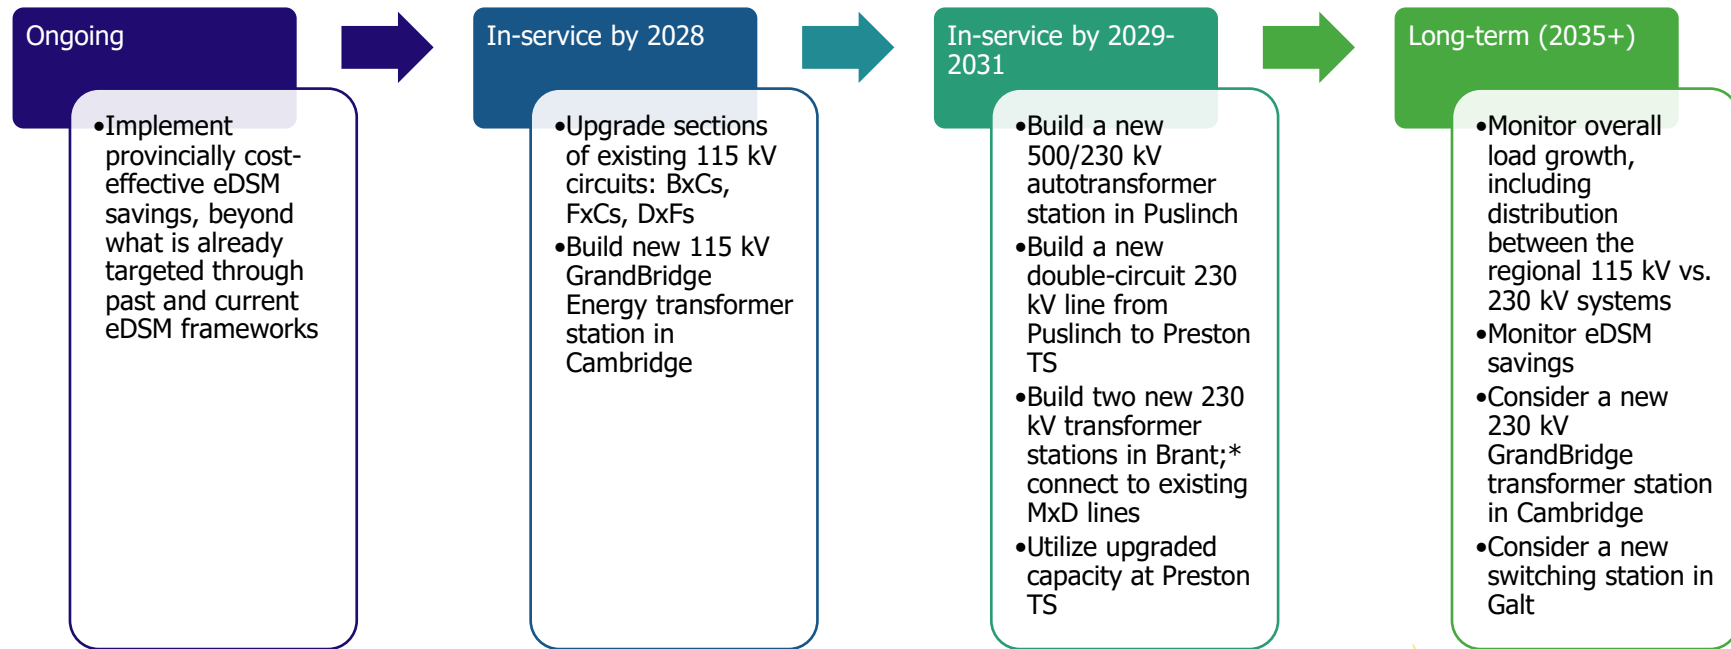 Ongoing
•Implement
provincially cost-
effective eDSM
savings, beyond
what is already
targeted through
past and current
eDSM frameworks
In-service by 2028
•Upgrade sections
of existing 115 kV
circuits: BxCs,
FxCs, DxFs
•Build new 115 kV
GrandBridge
Energy transformer
station in
Cambridge
In-service by 2029-
2031
•Build a new
500/230 kV
autotransformer
station in Puslinch
•Build a new
double-circuit 230
kV line from
Puslinch to Preston
TS
•Build two new 230
kV transformer
stations in Brant;*
connect to existing
MxD lines
•Utilize upgraded
capacity at Preston
TS
Long-term (2035+)
•Monitor overall
load growth,
including
distribution
between the
regional 115 kV vs.
230 kV systems
•Monitor eDSM
savings
•Consider a new
230 kV
GrandBridge
transformer station
in Cambridge
•Consider a new
switching station in
Galt